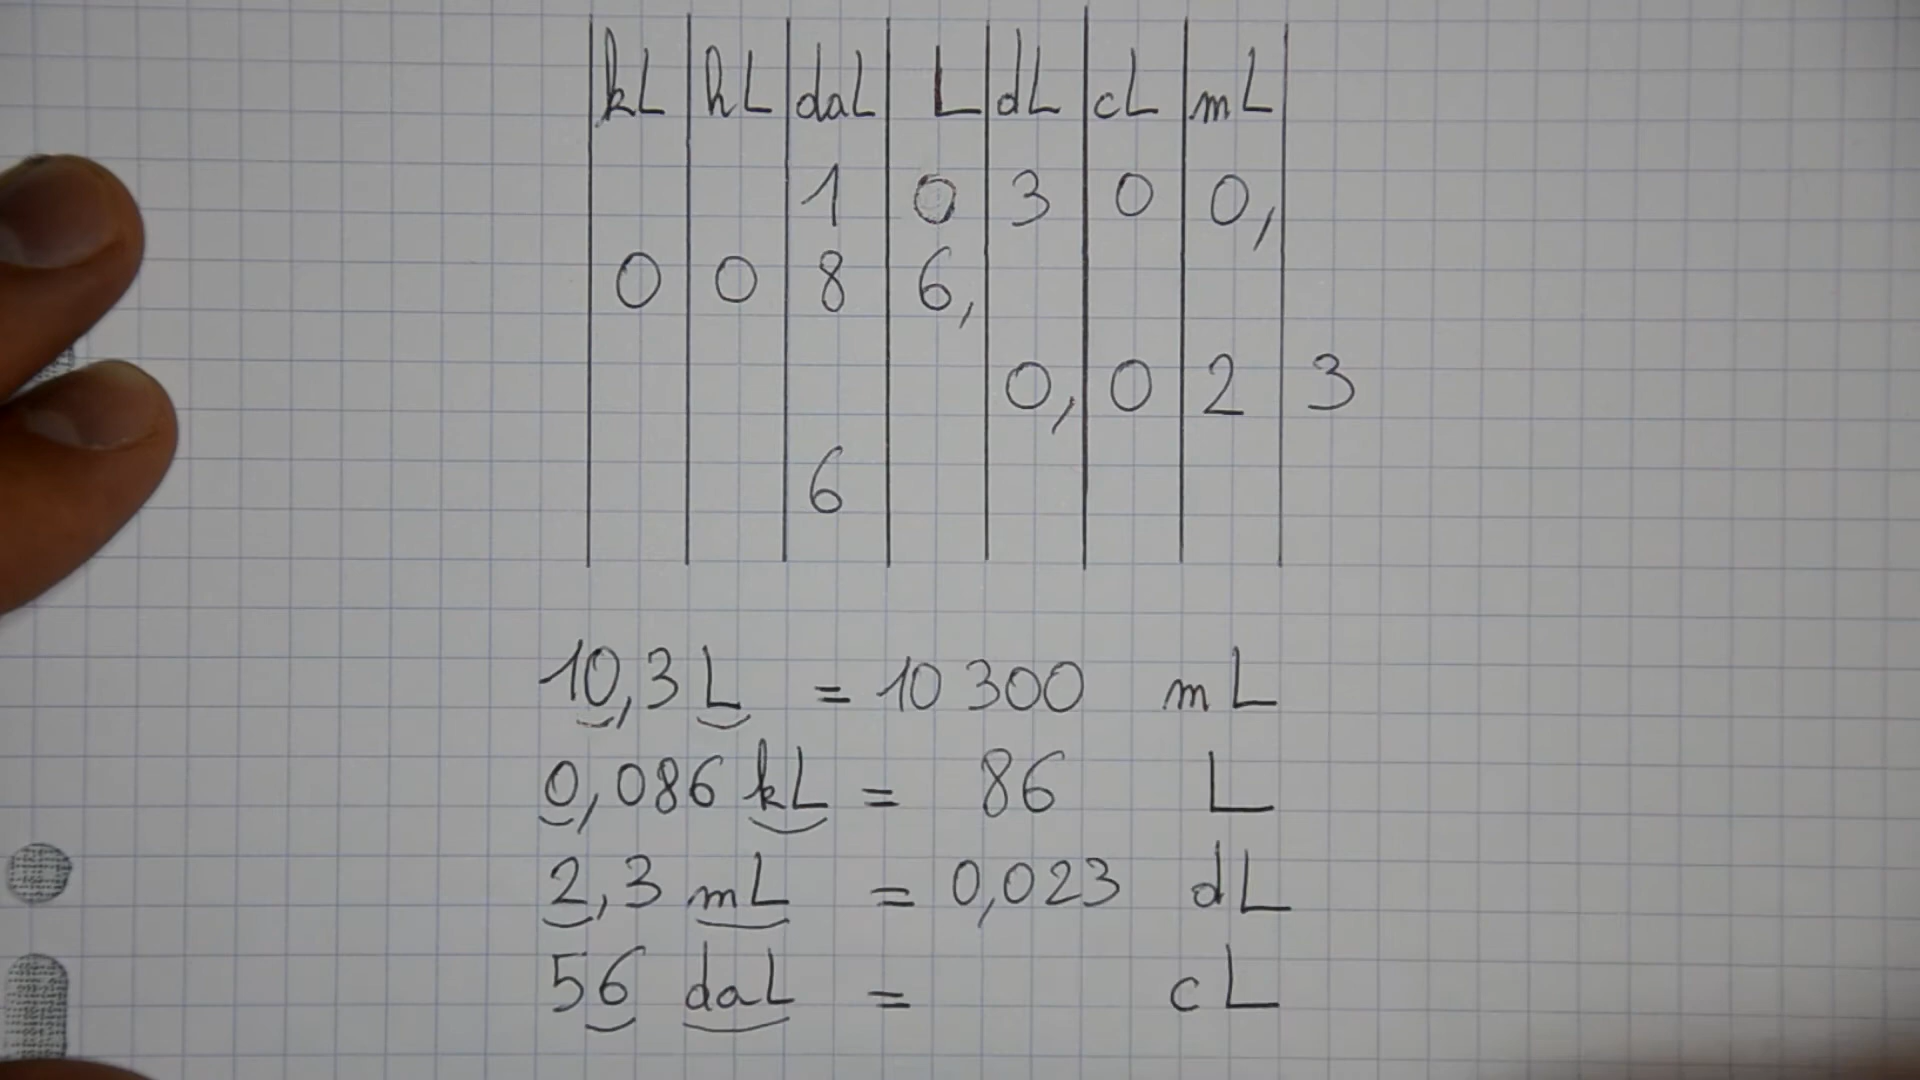 kL hL daL L dL cL mL
1 0 3 0 0,
0 0 8 6,
0, 0 2 3
6
10,3 L = 10 300 mL
0,086 kL = 86 L
2,3 mL = 0,023 dL
56 daL = cL